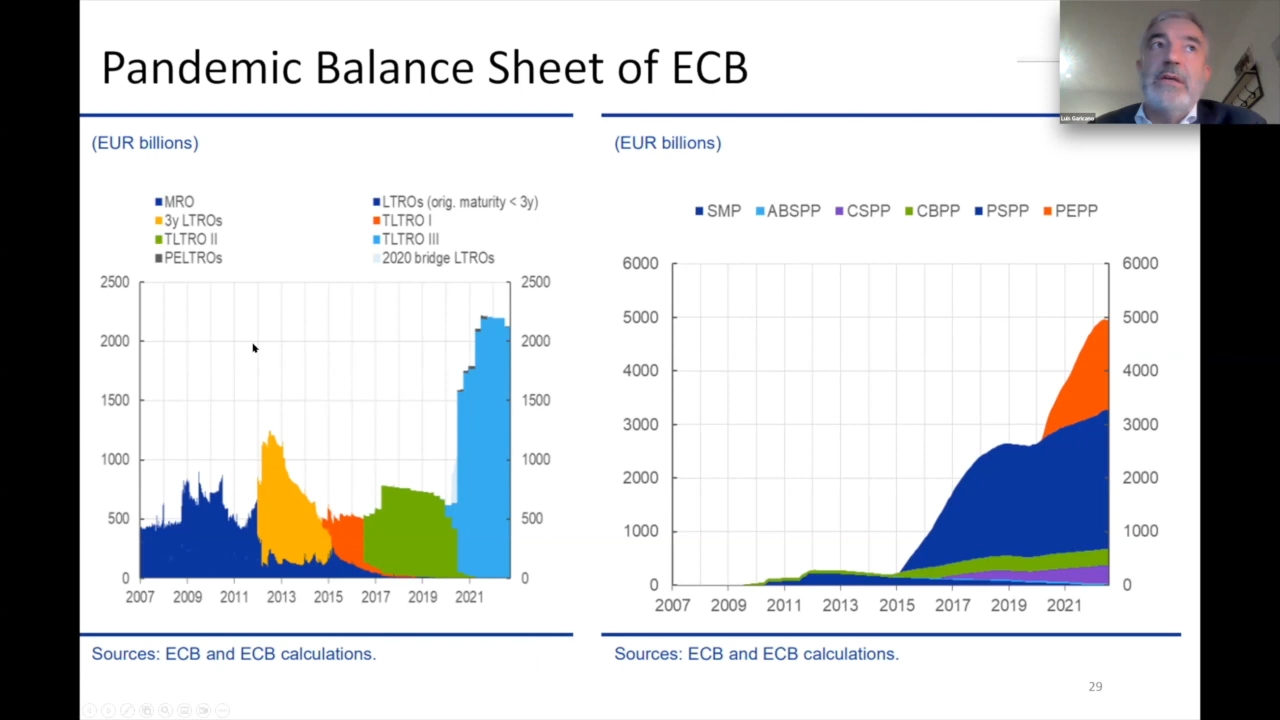 Pandemic Balance Sheet of ECB
Luis Garicano
(EUR billions)
MRO LTROs (orig. maturity < 3y)
3y LTROs TLTRO I
TLTRO II TLTRO III
PELTROs 2020 bridge LTROs
2500 2500
2000 2000
1500 1500
1000 1000
500 500
0 0
2007 2009 2011 2013 2015 2017 2019 2021
Sources: ECB and ECB calculations.
(EUR billions)
SMP ABSPP CSPP CBPP PSPP PEPP
6000 6000
5000 5000
4000 4000
3000 3000
2000 2000
1000 1000
0 0
2007 2009 2011 2013 2015 2017 2019 2021
Sources: ECB and ECB calculations.
29